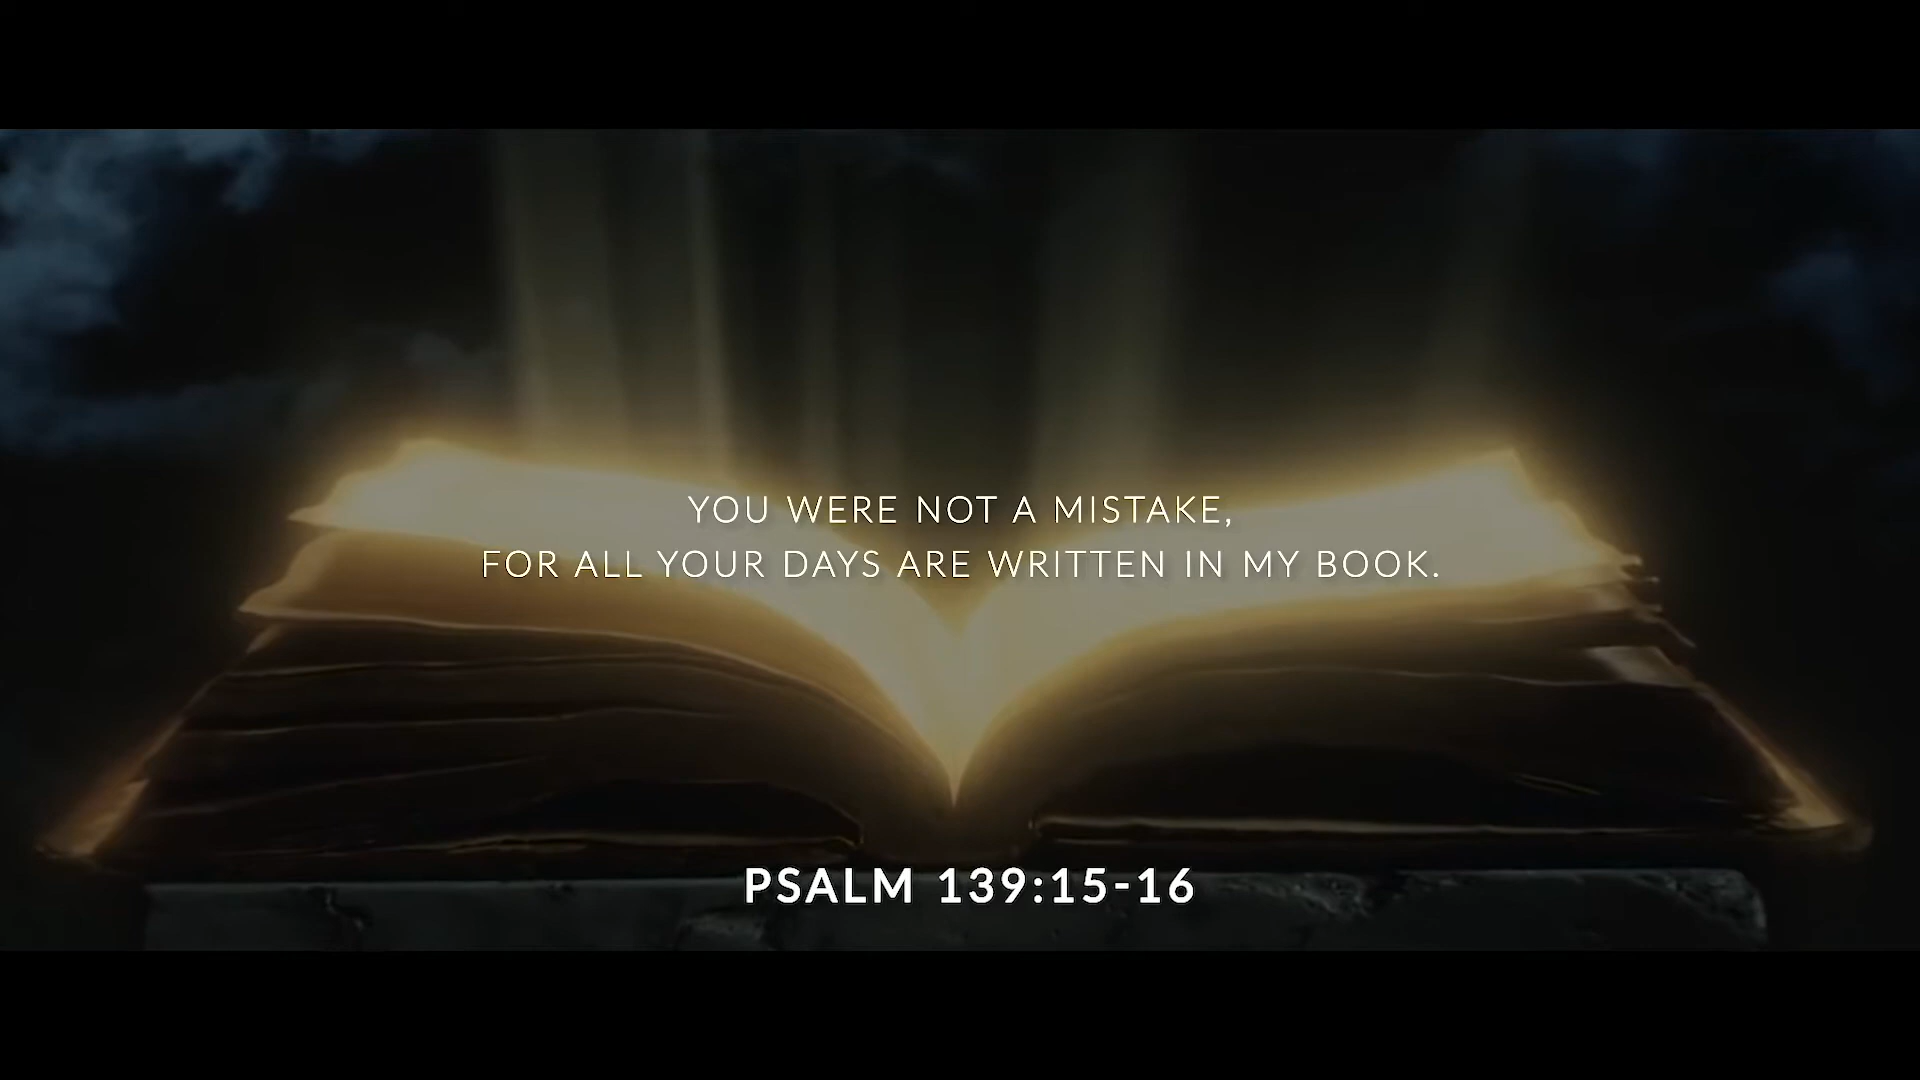 YOU WERE NOT A MISTAKE,
FOR ALL YOUR DAYS ARE WRITTEN IN MY BOOK.
PSALM 139:15-16